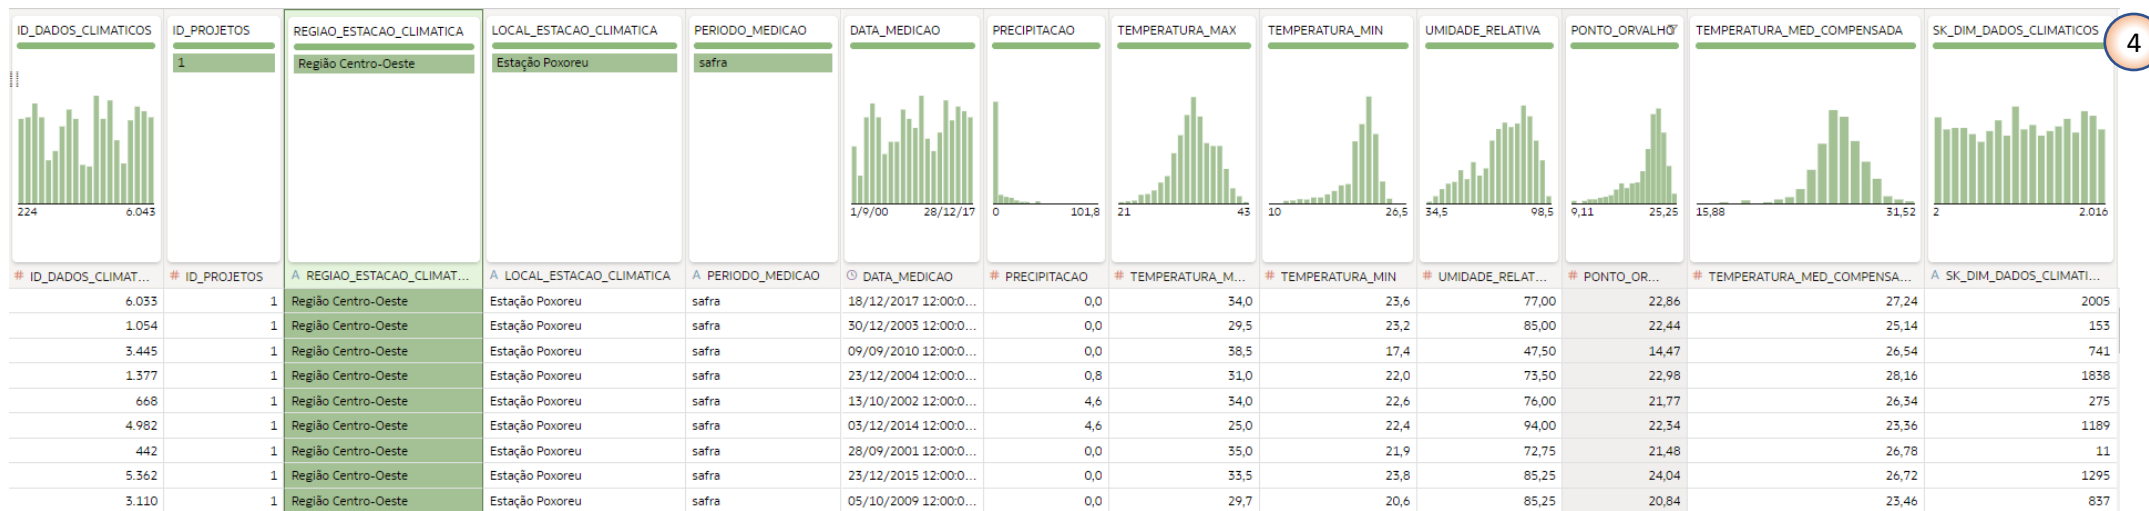 ID_DADOS_CLIMATICOS ID_PROJETOS REGIAO_ESTACAO_CLIMATICA LOCAL_ESTACAO_CLIMATICA PERIODO_MEDICAO DATA_MEDICAO PRECIPITACAO TEMPERATURA_MAX TEMPERATURA_MIN UMIDADE_RELATIVA PONTO_ORVALHO TEMPERATURA_MED_COMPENSADA SK_DIM_DADOS_CLIMATICOS 4
1 Região Centro-Oeste Estação Poxoreu safra
224 6.043 1/9/00 28/12/17 0 101,8 21 43 10 26,5 34,5 98,5 9,11 25,25 15,88 31,52 2 2.016
# ID_DADOS_CLIMAT... # ID_PROJETOS A REGIAO_ESTACAO_CLIMAT... A LOCAL_ESTACAO_CLIMATICA A PERIODO_MEDICAO DATA_MEDICAO # PRECIPITACAO # TEMPERATURA_M... # TEMPERATURA_MIN # UMIDADE_RELAT... # PONTO_OR... # TEMPERATURA_MED_COMPENSA... A SK_DIM_DADOS_CLIMATI...
6.033 1 Região Centro-Oeste Estação Poxoreu safra 18/12/2017 12:00:0... 0,0 34,0 23,6 77,00 22,86 27,24 2005
1.054 1 Região Centro-Oeste Estação Poxoreu safra 30/12/2003 12:00:0... 0,0 29,5 23,2 85,00 22,44 25,14 153
3.445 1 Região Centro-Oeste Estação Poxoreu safra 09/09/2010 12:00:0... 0,0 38,5 17,4 47,50 14,47 26,54 741
1.377 1 Região Centro-Oeste Estação Poxoreu safra 23/12/2004 12:00:0... 0,8 31,0 22,0 73,50 22,98 28,16 1838
668 1 Região Centro-Oeste Estação Poxoreu safra 13/10/2002 12:00:0... 4,6 34,0 22,6 76,00 21,77 26,34 275
4.982 1 Região Centro-Oeste Estação Poxoreu safra 03/12/2014 12:00:0... 4,6 25,0 22,4 94,00 22,34 23,36 1189
442 1 Região Centro-Oeste Estação Poxoreu safra 28/09/2001 12:00:0... 0,0 35,0 21,9 72,75 21,48 26,78 11
5.362 1 Região Centro-Oeste Estação Poxoreu safra 23/12/2015 12:00:0... 0,0 33,5 23,8 85,25 24,04 26,72 1295
3.110 1 Região Centro-Oeste Estação Poxoreu safra 05/10/2009 12:00:0... 0,0 29,7 20,6 85,25 20,84 23,46 837